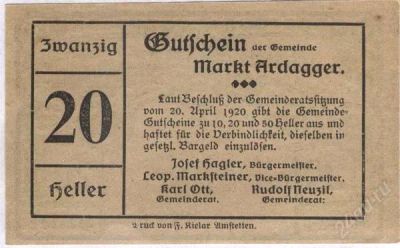 Zwanzig
20
Heller
Gutschein der Gemeinde
Markt Ardagger.
Laut Beschluß der Gemeinderatssitzung
vom 20. April 1920 gibt die Gemeinde-
Gutscheine zu 10, 20 und 50 Heller aus und
haftet für die Verbindlichkeit, dieselben in
gesetzl. Bargeld einzulösen.
Josef Hagler, Bürgermeister.
Leop. Marksteiner, Vice-Bürgermeister.
Karl Ott, Rudolf Neuzil,
Gemeinderat. Gemeinderat:
Druck von F. Kielar Amstetten.